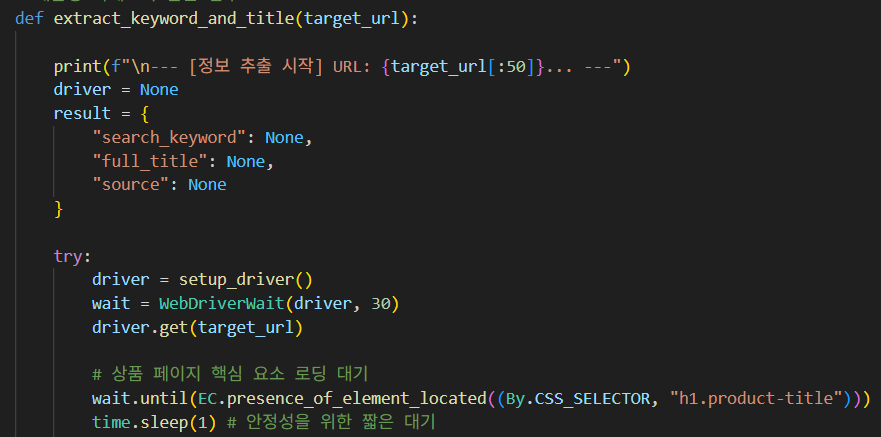 def extract_keyword_and_title(target_url):
print(f"\n--- [정보 추출 시작] URL: {target_url[:50]}... ---")
driver = None
result = {
"search_keyword": None,
"full_title": None,
"source": None
}
try:
driver = setup_driver()
wait = WebDriverWait(driver, 30)
driver.get(target_url)
# 상품 페이지 핵심 요소 로딩 대기
wait.until(EC.presence_of_element_located((By.CSS_SELECTOR, "h1.product-title")))
time.sleep(1) # 안정성을 위한 짧은 대기